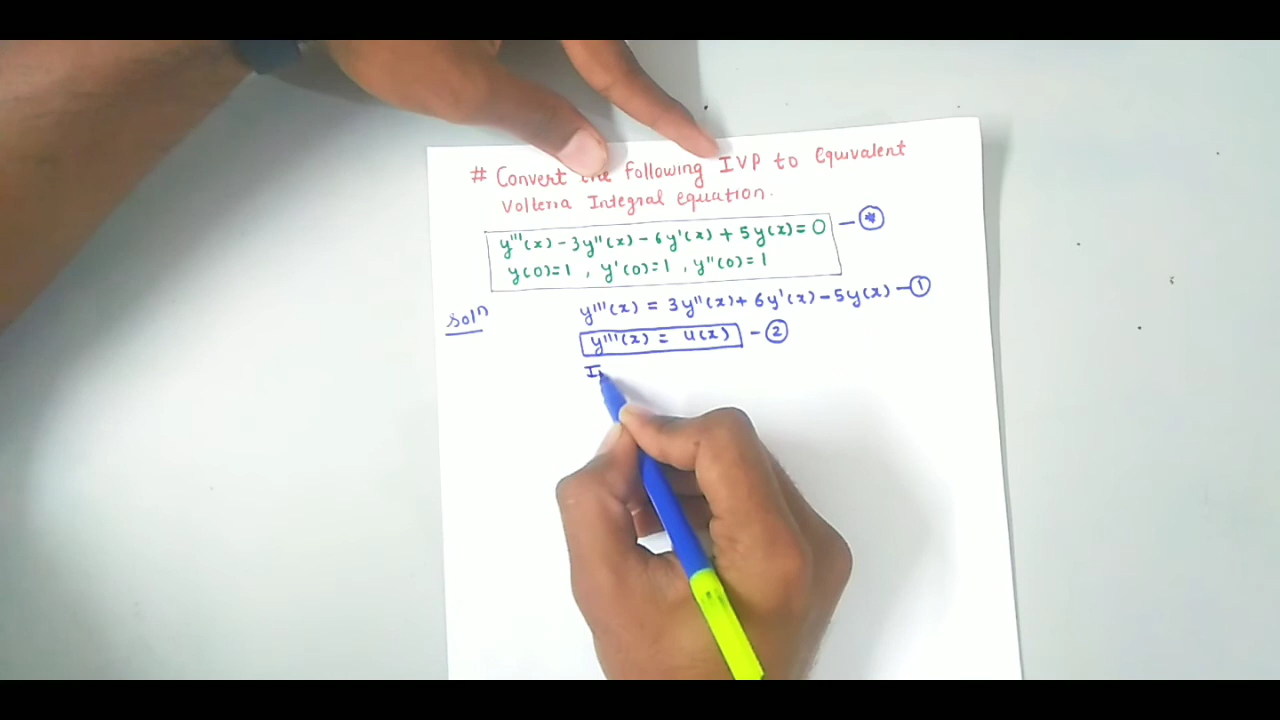 # Convert the following IVP to Equivalent
Volterra Integral equation.
y'''(x) - 3y''(x) - 6y'(x) + 5y(x) = 0 — *
y(0)=1 , y'(0)=1 , y''(0)=1
Solⁿ
y'''(x) = 3y''(x) + 6y'(x) - 5y(x) — 1
y'''(x) = u(x) — 2